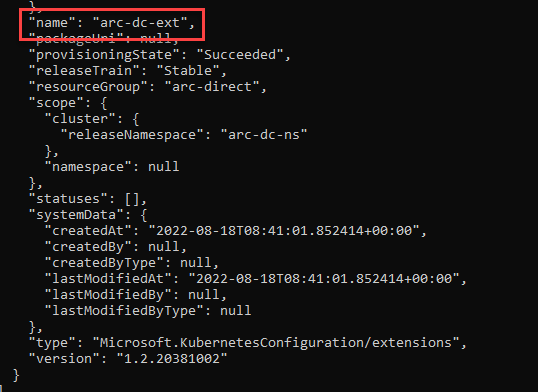 },
"name": "arc-dc-ext",
"packageUri": null,
"provisioningState": "Succeeded",
"releaseTrain": "Stable",
"resourceGroup": "arc-direct",
"scope": {
"cluster": {
"releaseNamespace": "arc-dc-ns"
},
"namespace": null
},
"statuses": [],
"systemData": {
"createdAt": "2022-08-18T08:41:01.852414+00:00",
"createdBy": null,
"createdByType": null,
"lastModifiedAt": "2022-08-18T08:41:01.852414+00:00",
"lastModifiedBy": null,
"lastModifiedByType": null
},
"type": "Microsoft.KubernetesConfiguration/extensions",
"version": "1.2.20381002"
}